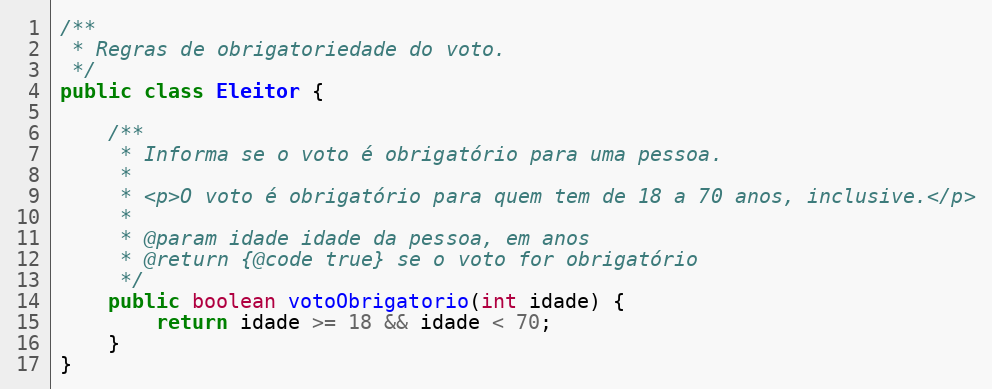 1 /**
2  * Regras de obrigatoriedade do voto.
3  */
4 public class Eleitor {
5
6     /**
7      * Informa se o voto é obrigatório para uma pessoa.
8      *
9      * <p>O voto é obrigatório para quem tem de 18 a 70 anos, inclusive.</p>
10      *
11      * @param idade idade da pessoa, em anos
12      * @return {@code true} se o voto for obrigatório
13      */
14     public boolean votoObrigatorio(int idade) {
15         return idade >= 18 && idade < 70;
16     }
17 }